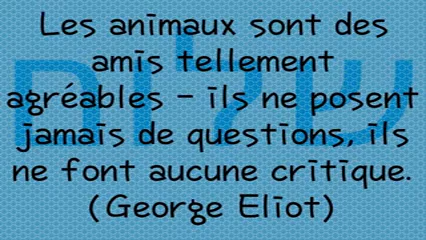 Les animaux sont des
amis tellement
agréables - ils ne posent
jamais de questions, ils
ne font aucune critique.
(George Eliot)
שלום